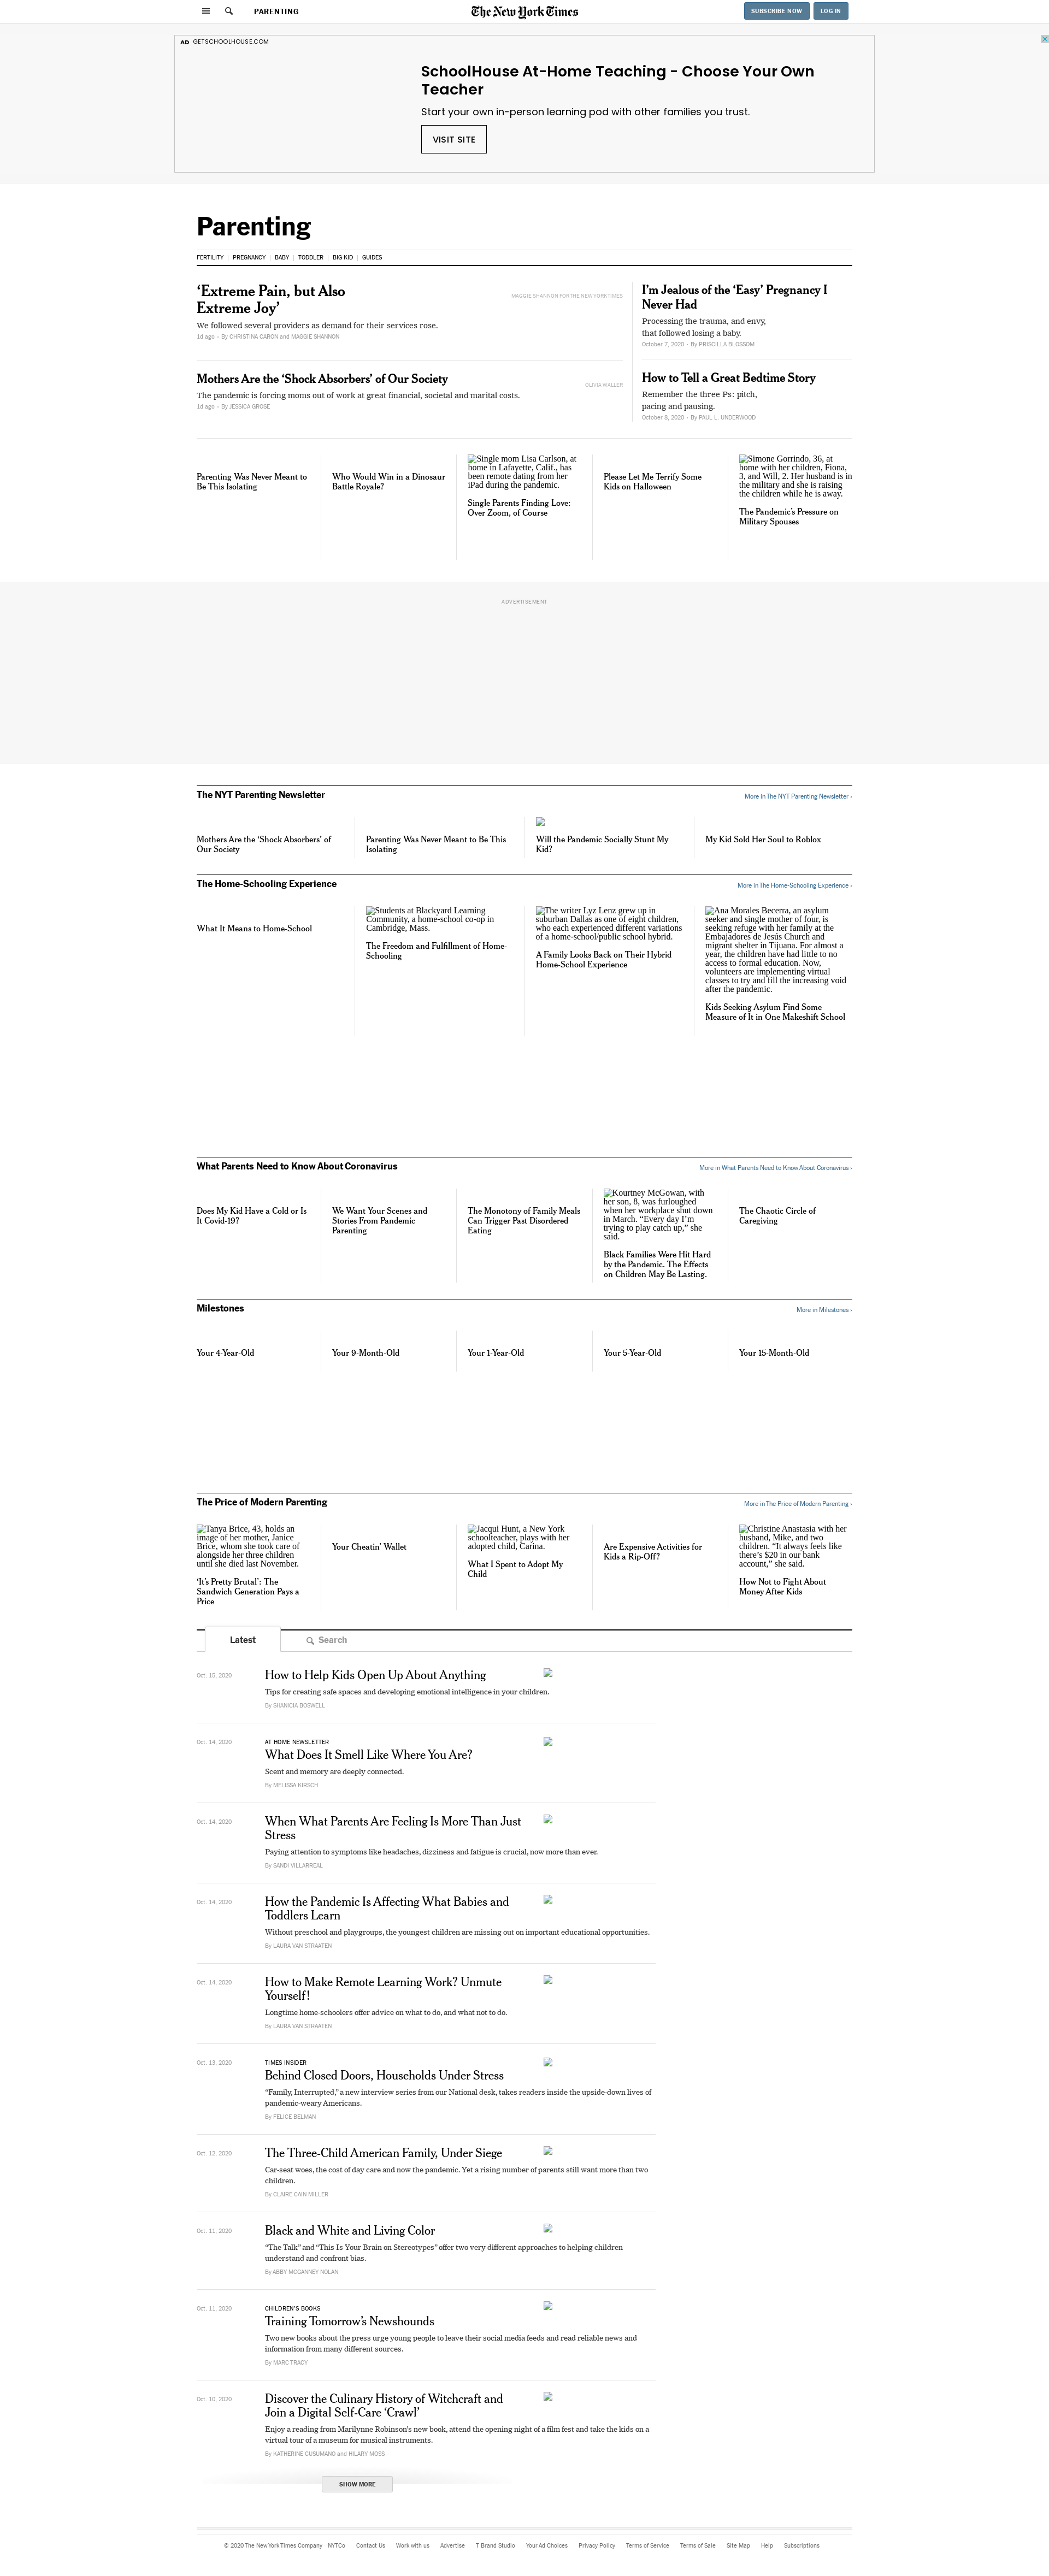 PARENTING
The New York Times
SUBSCRIBE NOW
LOG IN
AD GETSCHOOLHOUSE.COM
SchoolHouse At-Home Teaching - Choose Your Own
Teacher
Start your own in-person learning pod with other families you trust.
VISIT SITE
Parenting
FERTILITY
PREGNANCY
BABY
TODDLER
BIG KID
GUIDES
‘Extreme Pain, but Also
Extreme Joy’
We followed several providers as demand for their services rose.
1d ago • By CHRISTINA CARON and MAGGIE SHANNON
MAGGIE SHANNON FOR THE NEW YORK TIMES
Mothers Are the ‘Shock Absorbers’ of Our Society
The pandemic is forcing moms out of work at great financial, societal and marital costs.
1d ago • By JESSICA GROSE
OLIVIA WALLER
I’m Jealous of the ‘Easy’ Pregnancy I
Never Had
Processing the trauma, and envy,
that followed losing a baby.
October 7, 2020 • By PRISCILLA BLOSSOM
How to Tell a Great Bedtime Story
Remember the three Ps: pitch,
pacing and pausing.
October 8, 2020 • By PAUL L. UNDERWOOD
Parenting Was Never Meant to
Be This Isolating
Who Would Win in a Dinosaur
Battle Royale?
Single mom Lisa Carlson, at
home in Lafayette, Calif., has
been remote dating from her
iPad during the pandemic.
Single Parents Finding Love:
Over Zoom, of Course
Please Let Me Terrify Some
Kids on Halloween
Simone Gorrindo, 36, at
home with her children, Fiona,
3, and Will, 2. Her husband is in
the military and she is raising
the children while he is away.
The Pandemic’s Pressure on
Military Spouses
ADVERTISEMENT
The NYT Parenting Newsletter
More in The NYT Parenting Newsletter ›
Mothers Are the ‘Shock Absorbers’ of
Our Society
Parenting Was Never Meant to Be This
Isolating
Will the Pandemic Socially Stunt My
Kid?
My Kid Sold Her Soul to Roblox
The Home-Schooling Experience
More in The Home-Schooling Experience ›
What It Means to Home-School
Students at Blackyard Learning
Community, a home-school co-op in
Cambridge, Mass.
The Freedom and Fulfillment of Home-
Schooling
The writer Lyz Lenz grew up in
suburban Dallas as one of eight children,
who each experienced various degrees
of a home-school/public school hybrid.
A Family Looks Back on Their Hybrid
Home-School Experience
Ana Morales Becerra, an asylum
seeker and single mother of four, is
seeking refuge with her family at the
Embajadores de Jesús Church and
migrant shelter in Tijuana. For almost a
year, the children have had little to no
access to formal education. Now,
volunteers are implementing virtual
classes to try and fill the increasing void
after the pandemic.
Kids Seeking Asylum Find Some
Measure of It in One Makeshift School
What Parents Need to Know About Coronavirus
More in What Parents Need to Know About Coronavirus ›
Does My Kid Have a Cold or Is
It Covid-19?
We Want Your Scenes and
Stories From Pandemic
Parenting
The Monotony of Family Meals
Can Trigger Past Disordered
Eating
Kourtney McGowan, with
her son, 8, was furloughed
when her workplace shut down
in March. “Every day I’m
trying to play catch up,” she
said.
Black Families Were Hit Hard
by the Pandemic. The Effects
on Children May Be Lasting.
The Chaotic Circle of
Caregiving
Milestones
More in Milestones ›
Your 4-Year-Old
Your 9-Month-Old
Your 1-Year-Old
Your 5-Year-Old
Your 15-Month-Old
The Price of Modern Parenting
More in The Price of Modern Parenting ›
Tanya Brice, 43, holds an
image of her mother, Janice
Brice, whom she took care of
alongside her three children
until she died last November.
‘It’s Pretty Brutal’: The
Sandwich Generation Pays a
Price
Your Cheatin’ Wallet
Jacqui Hunt, a New York
schoolteacher, plays with her
adopted child, Carina.
What I Spent to Adopt My
Child
Are Expensive Activities for
Kids a Rip-Off?
Christine Anastasia with her
husband, Mike, and two
children. “It always feels like
there’s $20 in our bank
account,” she said.
How Not to Fight About
Money After Kids
Latest
Search
Oct. 15, 2020
How to Help Kids Open Up About Anything
Tips for creating safe spaces and developing emotional intelligence in your children.
By SHANICIA BOSWELL
Oct. 14, 2020
AT HOME NEWSLETTER
What Does It Smell Like Where You Are?
Scent and memory are deeply connected.
By MELISSA KIRSCH
Oct. 14, 2020
When What Parents Are Feeling Is More Than Just
Stress
Paying attention to symptoms like headaches, dizziness and fatigue is crucial, now more than ever.
By SANDI VILLARREAL
Oct. 14, 2020
How the Pandemic Is Affecting What Babies and
Toddlers Learn
Without preschool and playgroups, the youngest children are missing out on important educational opportunities.
By LAURA VAN STRAATEN
Oct. 14, 2020
How to Make Remote Learning Work? Unmute
Yourself!
Longtime home-schoolers offer advice on what to do, and what not to do.
By LAURA VAN STRAATEN
Oct. 13, 2020
TIMES INSIDER
Behind Closed Doors, Households Under Stress
“Family, Interrupted,” a new interview series from our National desk, takes readers inside the upside-down lives of
pandemic-weary Americans.
By FELICE BELMAN
Oct. 12, 2020
The Three-Child American Family, Under Siege
Car-seat woes, the cost of day care and now the pandemic. Yet a rising number of parents still want more than two
children.
By CLAIRE CAIN MILLER
Oct. 11, 2020
Black and White and Living Color
“The Talk” and “This Is Your Brain on Stereotypes” offer two very different approaches to helping children
understand and confront bias.
By ABBY MCGANNEY NOLAN
Oct. 11, 2020
CHILDREN’S BOOKS
Training Tomorrow’s Newshounds
Two new books about the press urge young people to leave their social media feeds and read reliable news and
information from many different sources.
By MARC TRACY
Oct. 10, 2020
Discover the Culinary History of Witchcraft and
Join a Digital Self-Care ‘Crawl’
Enjoy a reading from Marilynne Robinson’s new book, attend the opening night of a film fest and take the kids on a
virtual tour of a museum for musical instruments.
By KATHERINE CUSUMANO and HILARY MOSS
SHOW MORE
© 2020 The New York Times Company
NYTCo
Contact Us
Work with us
Advertise
T Brand Studio
Your Ad Choices
Privacy Policy
Terms of Service
Terms of Sale
Site Map
Help
Subscriptions